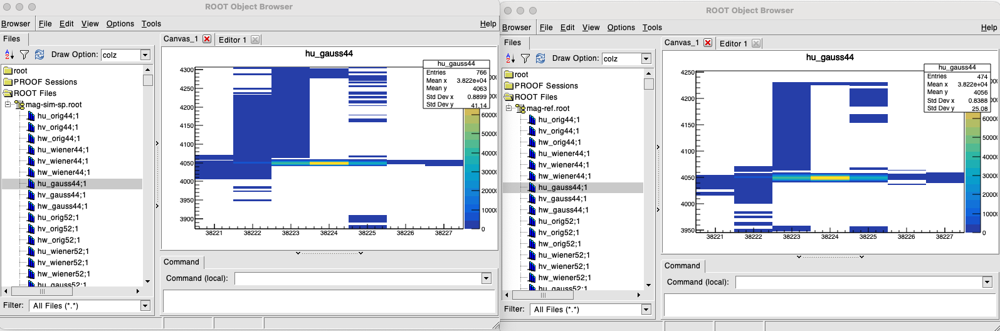 ROOT Object Browser
Browser File Edit View Options Tools Help
Files
Draw Option: colz
root
PROOF Sessions
ROOT Files
mag-sim-sp.root
hu_orig44;1
hv_orig44;1
hw_orig44;1
hu_wiener44;1
hv_wiener44;1
hw_wiener44;1
hu_gauss44;1
hv_gauss44;1
hw_gauss44;1
hu_orig52;1
hv_orig52;1
hw_orig52;1
hu_wiener52;1
hv_wiener52;1
hw_wiener52;1
hu_gauss52;1
Filter: All Files (*.*)
Canvas_1 Editor 1
hu_gauss44
hu_gauss44
Entries 766
Mean x 3.822e+04
Mean y 4063
Std Dev x 0.8899
Std Dev y 41.14
4300
4250
4200
4150
4100
4050
4000
3950
3900
38221 38222 38223 38224 38225 38226 38227
60000
50000
40000
30000
20000
10000
0
Command
Command (local):
ROOT Object Browser
Browser File Edit View Options Tools Help
Files
Draw Option: colz
root
PROOF Sessions
ROOT Files
mag-ref.root
hu_orig44;1
hv_orig44;1
hw_orig44;1
hu_wiener44;1
hv_wiener44;1
hw_wiener44;1
hu_gauss44;1
hv_gauss44;1
hw_gauss44;1
hu_orig52;1
hv_orig52;1
hw_orig52;1
hu_wiener52;1
hv_wiener52;1
hw_wiener52;1
hu_gauss52;1
Filter: All Files (*.*)
Canvas_1 Editor 1
hu_gauss44
hu_gauss44
Entries 474
Mean x 3.822e+04
Mean y 4056
Std Dev x 0.8388
Std Dev y 25.08
4250
4200
4150
4100
4050
4000
3950
38221 38222 38223 38224 38225 38226 38227
60000
50000
40000
30000
20000
10000
0
Command
Command (local):